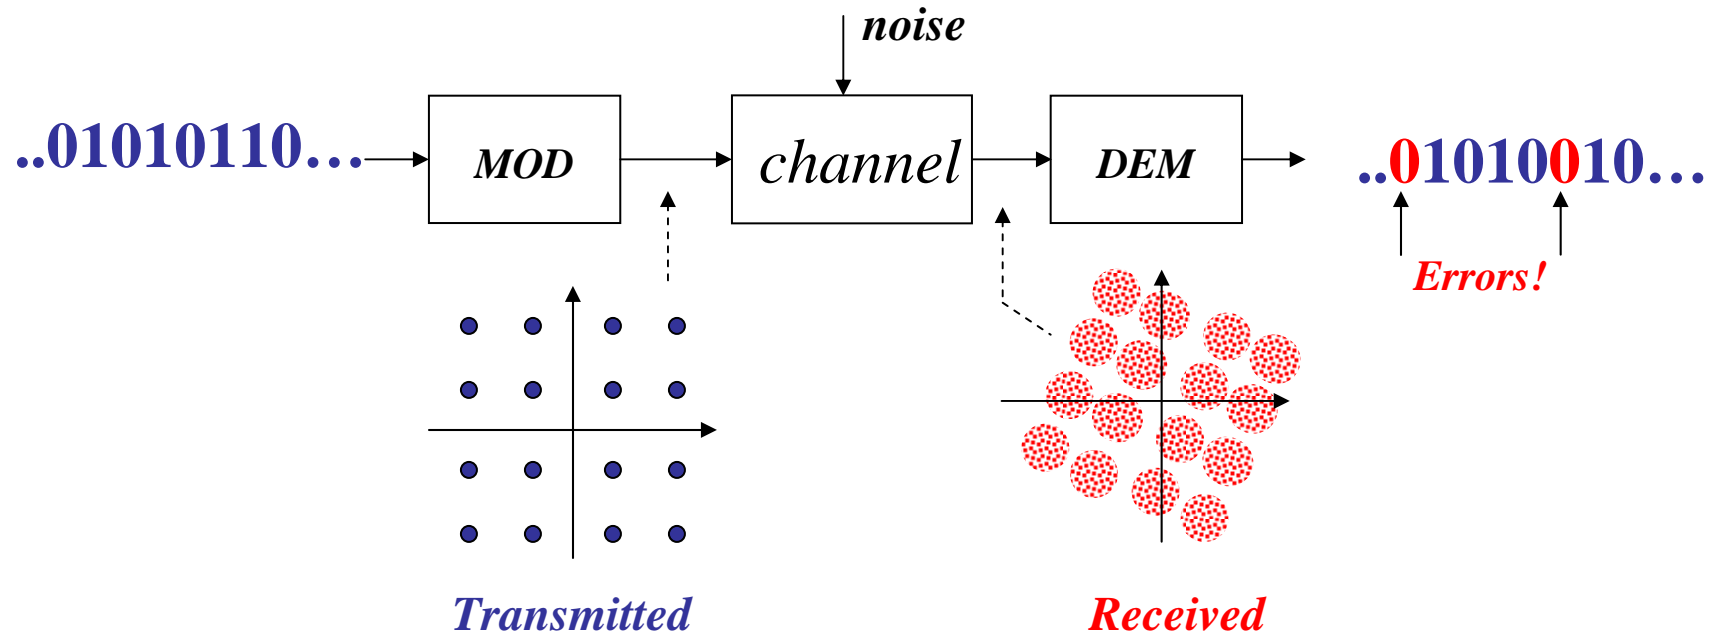 noise
..01010110…
MOD
channel
DEM
..01010010…
Errors!
Transmitted
Received